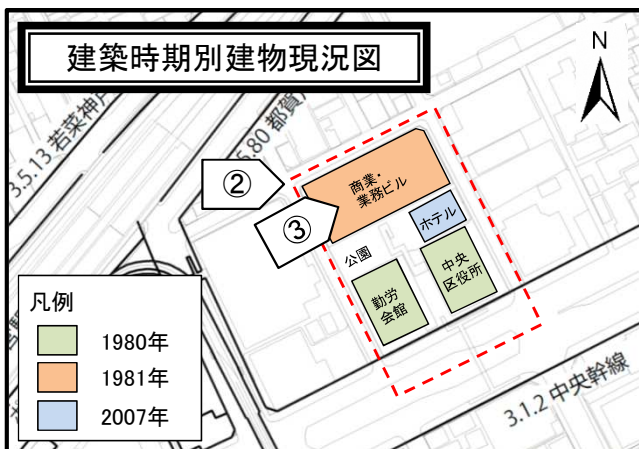 建築時期別建物現況図
N
3.5.13 若菜神戸
5.80 都賀
②
商業・
業務ビル
③
ホテル
公園
中央
区役所
勤労
会館
凡例
1980年
1981年
2007年
3.1.2 中央幹線